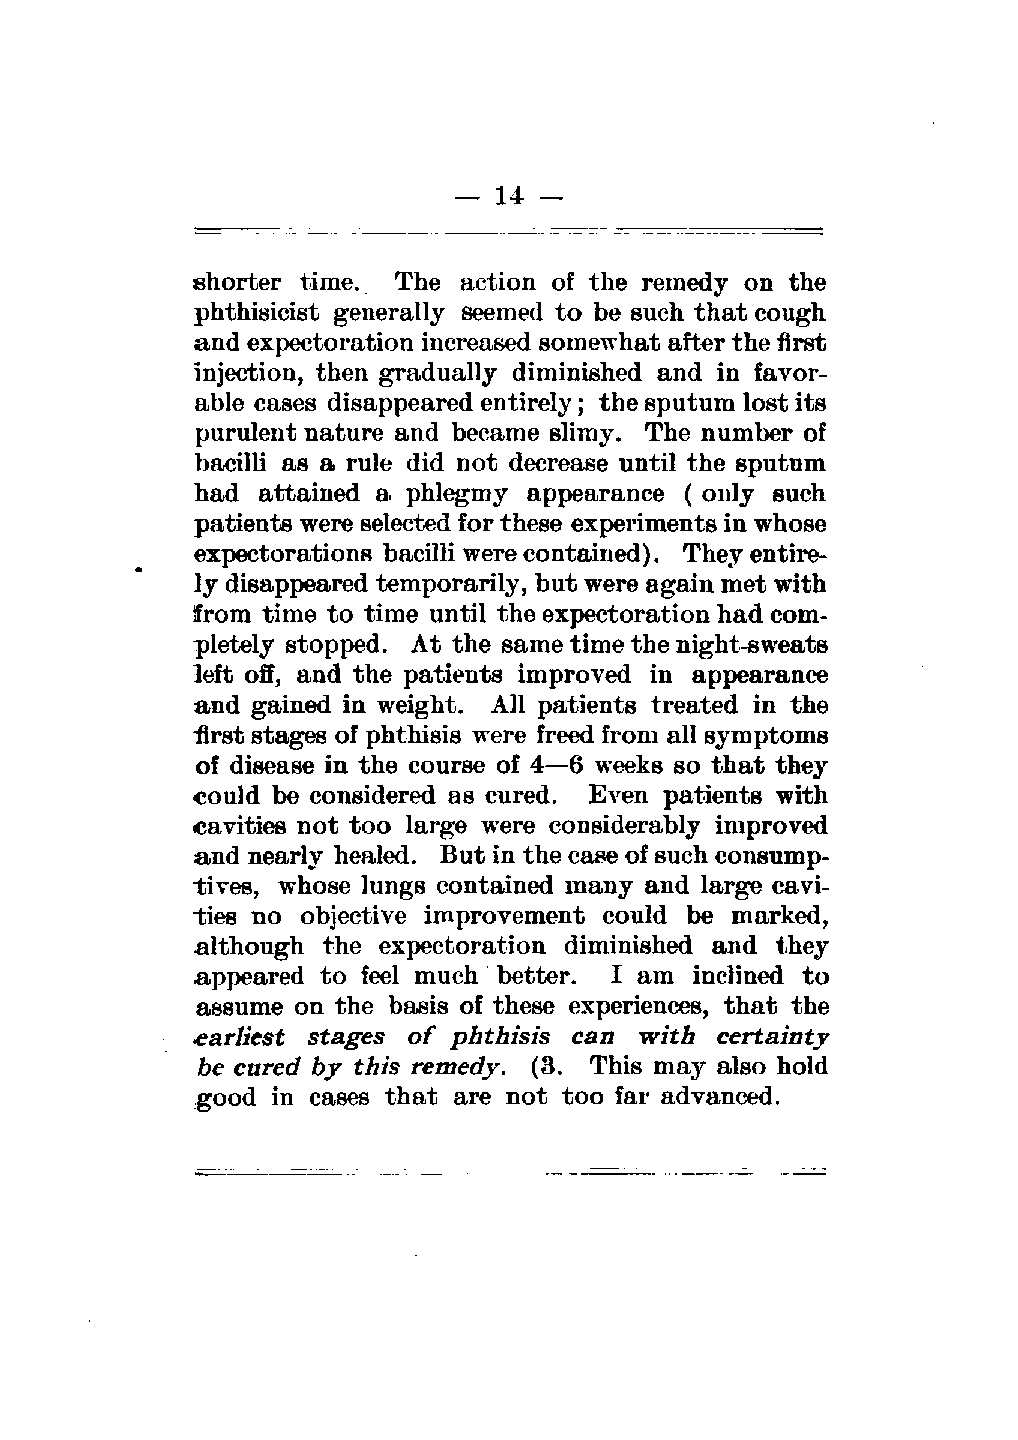 — 14 —
shorter time. The action of the remedy on the
phthisicist generally seemed to be such that cough
and expectoration increased somewhat after the first
injection, then gradually diminished and in favor-
able cases disappeared entirely; the sputum lost its
purulent nature and became slimy. The number of
bacilli as a rule did not decrease until the sputum
had attained a phlegmy appearance ( only such
patients were selected for these experiments in whose
expectorations bacilli were contained). They entire-
ly disappeared temporarily, but were again met with
from time to time until the expectoration had com-
pletely stopped. At the same time the night-sweats
left off, and the patients improved in appearance
and gained in weight. All patients treated in the
first stages of phthisis were freed from all symptoms
of disease in the course of 4—6 weeks so that they
could be considered as cured. Even patients with
cavities not too large were considerably improved
and nearly healed. But in the case of such consump-
tives, whose lungs contained many and large cavi-
ties no objective improvement could be marked,
although the expectoration diminished and they
appeared to feel much better. I am inclined to
assume on the basis of these experiences, that the
earliest stages of phthisis can with certainty
be cured by this remedy. (3. This may also hold
good in cases that are not too far advanced.